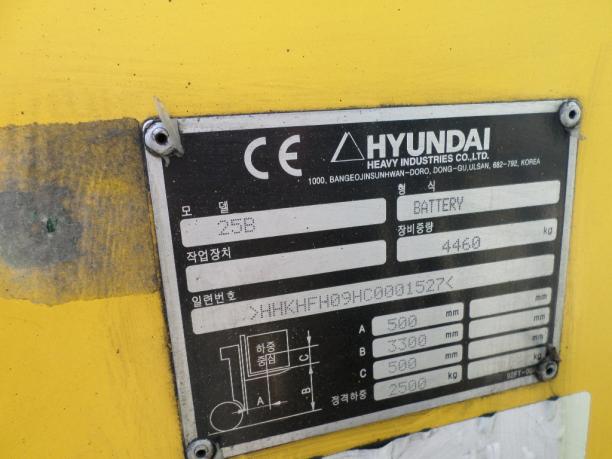 CE HYUNDAI
HEAVY INDUSTRIES CO.,LTD.
1000, BANGEOJINSUNHWAN-DORO, DONG-GU, ULSAN, 682-792, KOREA
모 델 25B
형 식 BATTERY
작업장치
장비중량 4460 kg
일련번호 >HHKHFH09HC0001527<
하중
중심
A
B
C
A 500 mm mm
B 3300 mm mm
C 500 mm mm
정격하중 2500 kg kg